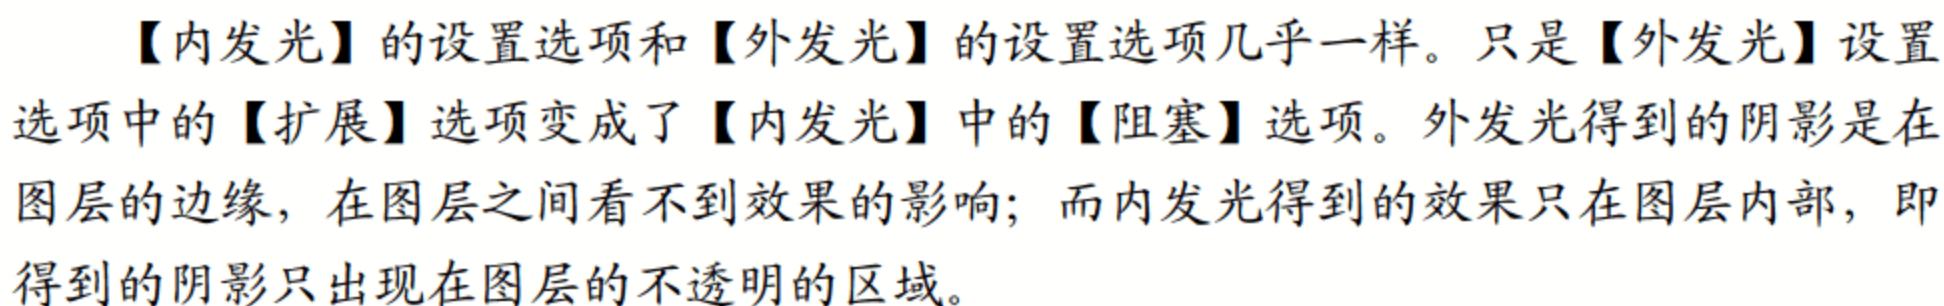 【内发光】的设置选项和【外发光】的设置选项几乎一样。只是【外发光】设置
选项中的【扩展】选项变成了【内发光】中的【阻塞】选项。外发光得到的阴影是在
图层的边缘，在图层之间看不到效果的影响；而内发光得到的效果只在图层内部，即
得到的阴影只出现在图层的不透明的区域。